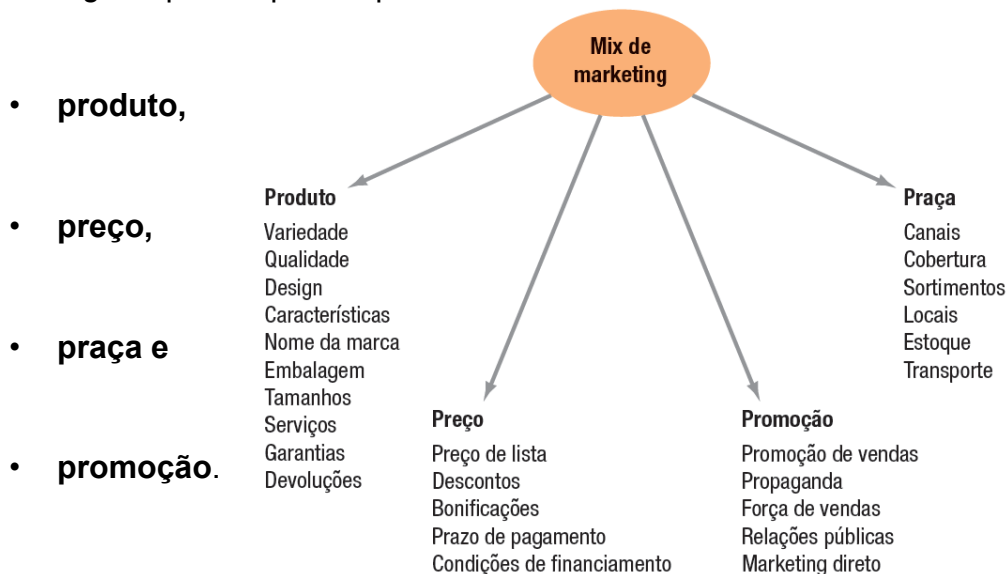 • produto,
• preço,
• praça e
• promoção.
Mix de
marketing
Produto
Variedade
Qualidade
Design
Características
Nome da marca
Embalagem
Tamanhos
Serviços
Garantias
Devoluções
Preço
Preço de lista
Descontos
Bonificações
Prazo de pagamento
Condições de financiamento
Promoção
Promoção de vendas
Propaganda
Força de vendas
Relações públicas
Marketing direto
Praça
Canais
Cobertura
Sortimentos
Locais
Estoque
Transporte